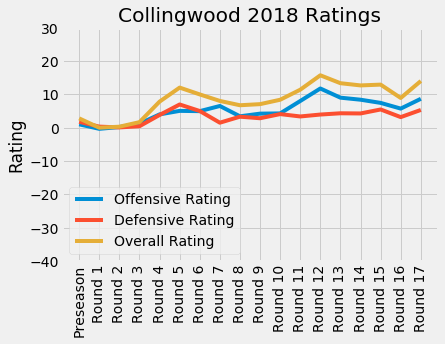 Collingwood 2018 Ratings
30
20
10
0
−10
−20
−30
−40
Rating
Offensive Rating
Defensive Rating
Overall Rating
Preseason
Round 1
Round 2
Round 3
Round 4
Round 5
Round 6
Round 7
Round 8
Round 9
Round 10
Round 11
Round 12
Round 13
Round 14
Round 15
Round 16
Round 17